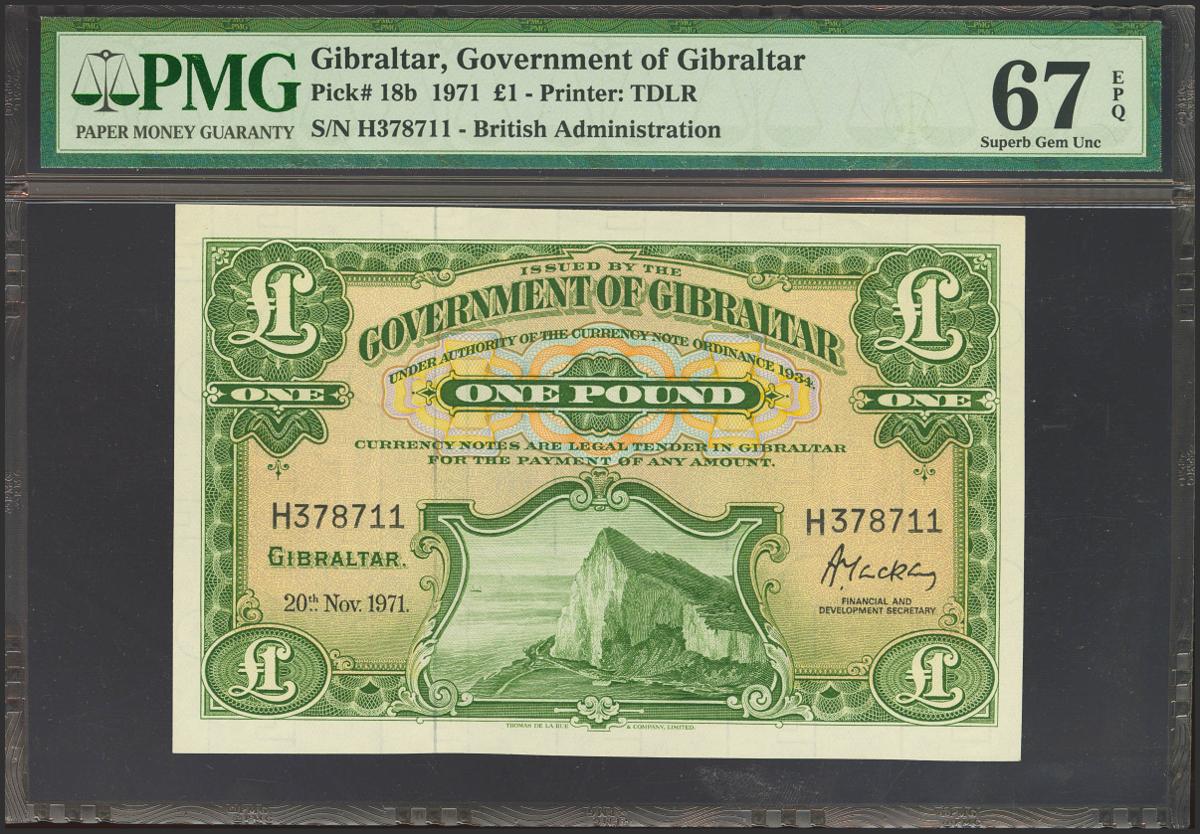 PMG
PAPER MONEY GUARANTY
Gibraltar, Government of Gibraltar
Pick# 18b 1971 £1 - Printer: TDLR
S/N H378711 - British Administration
67
EPQ
Superb Gem Unc
£1
£1
ISSUED BY THE
GOVERNMENT OF GIBRALTAR
UNDER AUTHORITY OF THE CURRENCY NOTE ORDINANCE 1934.
ONE
ONE POUND
ONE
CURRENCY NOTES ARE LEGAL TENDER IN GIBRALTAR
FOR THE PAYMENT OF ANY AMOUNT.
H378711
H378711
GIBRALTAR.
20th Nov. 1971.
AMackay
FINANCIAL AND
DEVELOPMENT SECRETARY
£1
£1
THOMAS DE LA RUE & COMPANY, LIMITED.